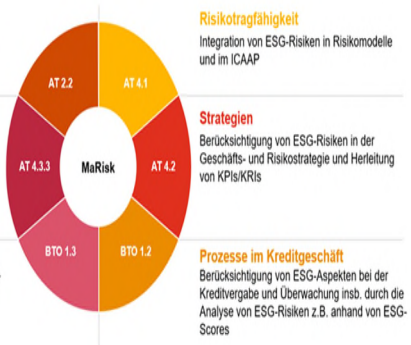 AT 2.2
AT 4.1
AT 4.3.3
MaRisk
AT 4.2
BTO 1.3
BTO 1.2
Risikotragfähigkeit
Integration von ESG-Risiken in Risikomodelle
und im ICAAP
Strategien
Berücksichtigung von ESG-Risiken in der
Geschäfts- und Risikostrategie und Herleitung
von KPIs/KRIs
Prozesse im Kreditgeschäft
Berücksichtigung von ESG-Aspekten bei der
Kreditvergabe und Überwachung insb. durch die
Analyse von ESG-Risiken z.B. anhand von ESG-
Scores